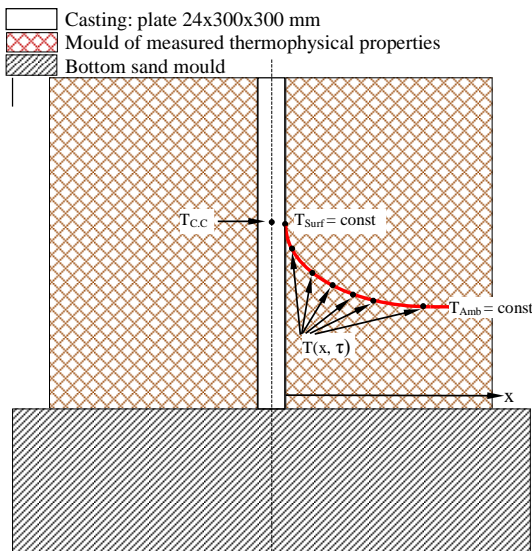 Casting: plate 24x300x300 mm
Mould of measured thermophysical properties
Bottom sand mould
T_C.C
T_Surf = const
T_Amb = const
T(x, τ)
x